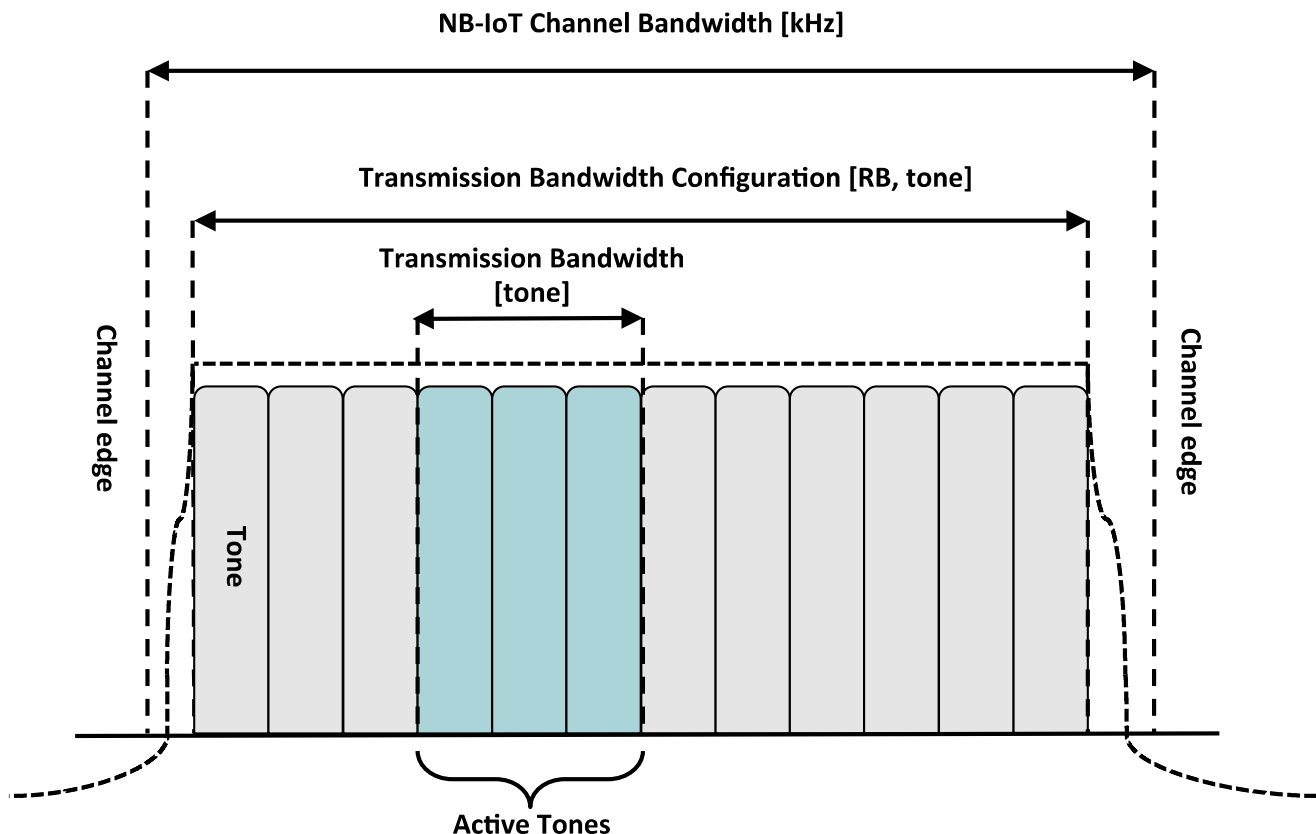 NB-IoT Channel Bandwidth [kHz]
Transmission Bandwidth Configuration [RB, tone]
Transmission Bandwidth
[tone]
Channel edge
Channel edge
Tone
Active Tones